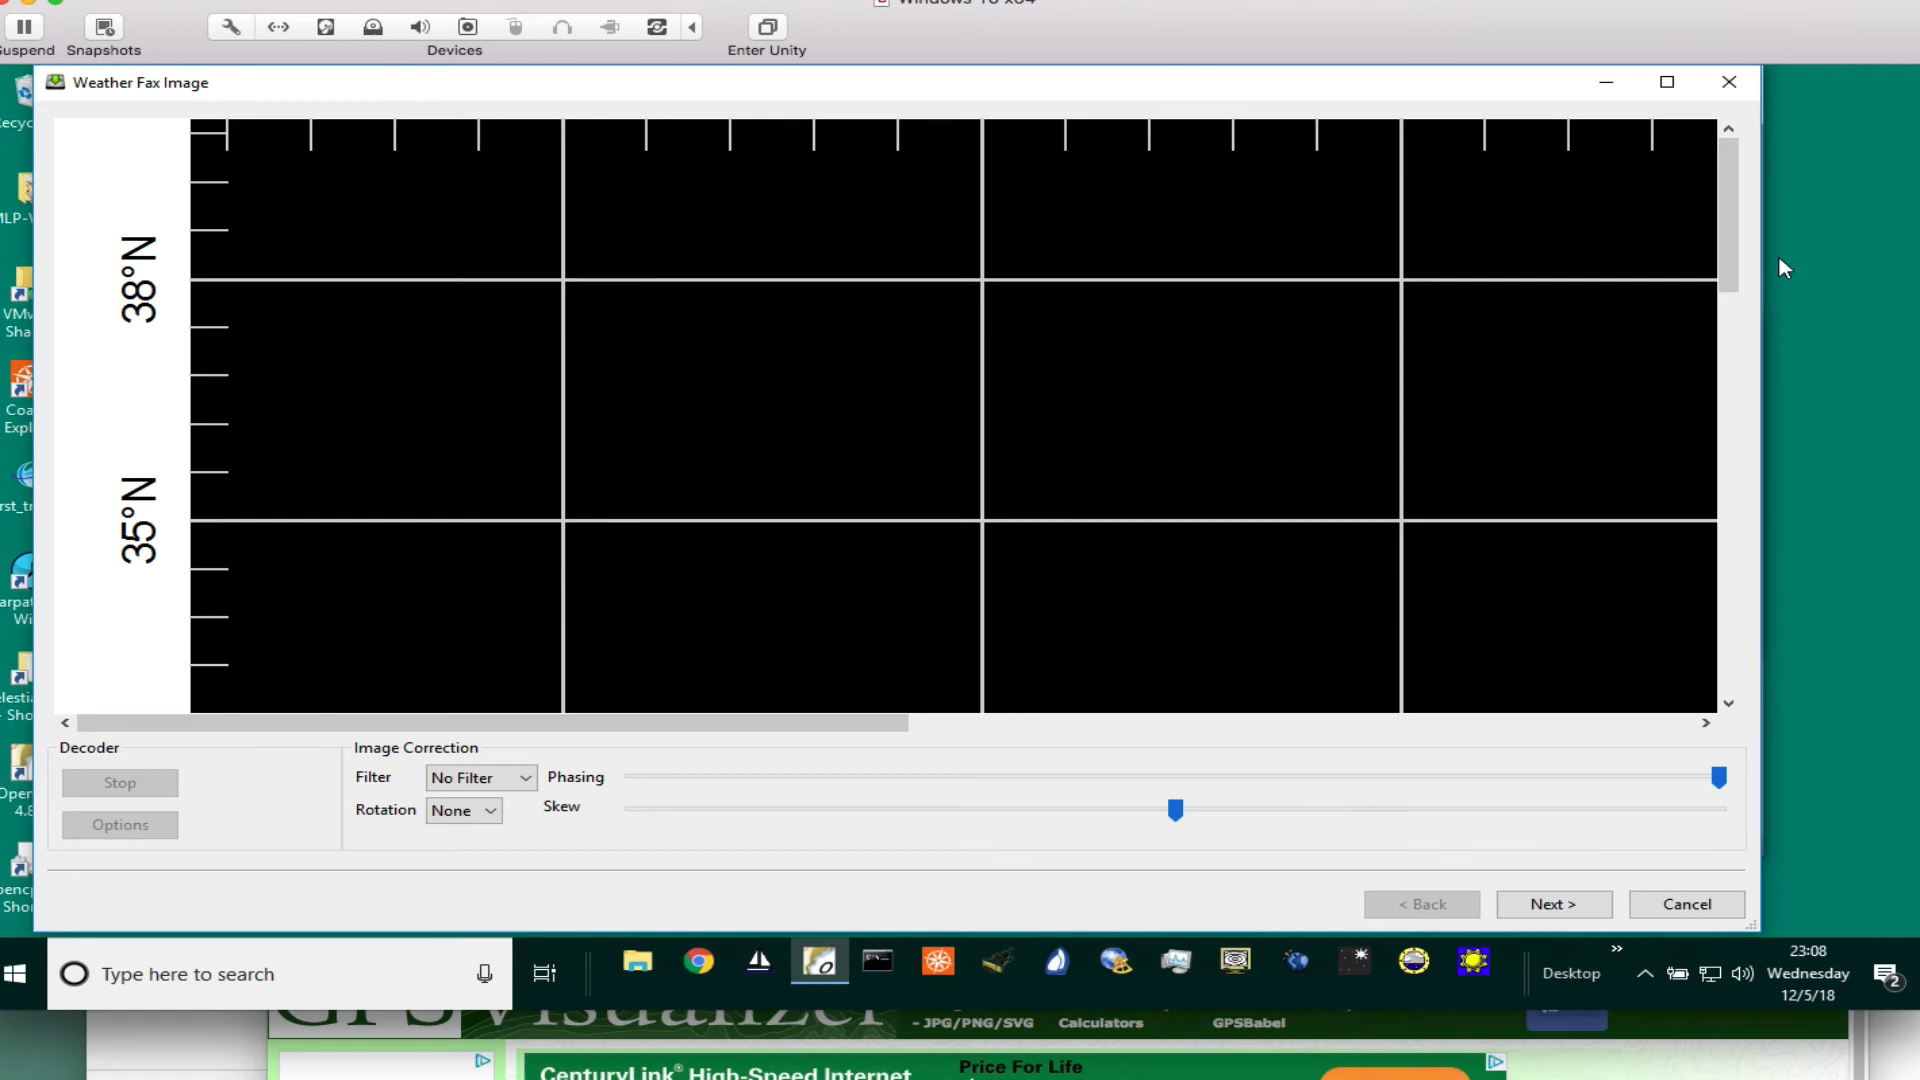 Suspend
Snapshots
Devices
Enter Unity
Weather Fax Image
38°N
35°N
Decoder
Stop
Options
Image Correction
Filter
No Filter
Phasing
Rotation
None
Skew
< Back
Next >
Cancel
Type here to search
Desktop
23:08
Wednesday
12/5/18
2
- JPG/PNG/SVG
Calculators
GPSBabel
CenturyLink® High-Speed Internet
Price For Life